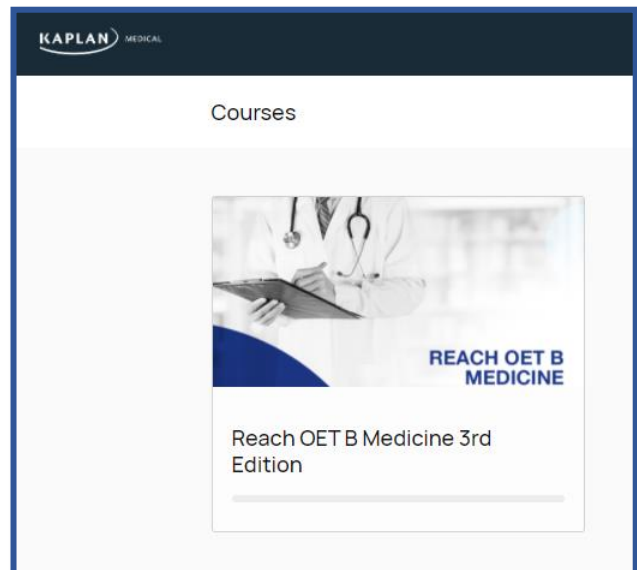 KAPLAN MEDICAL
Courses
REACH OET B
MEDICINE
Reach OET B Medicine 3rd
Edition